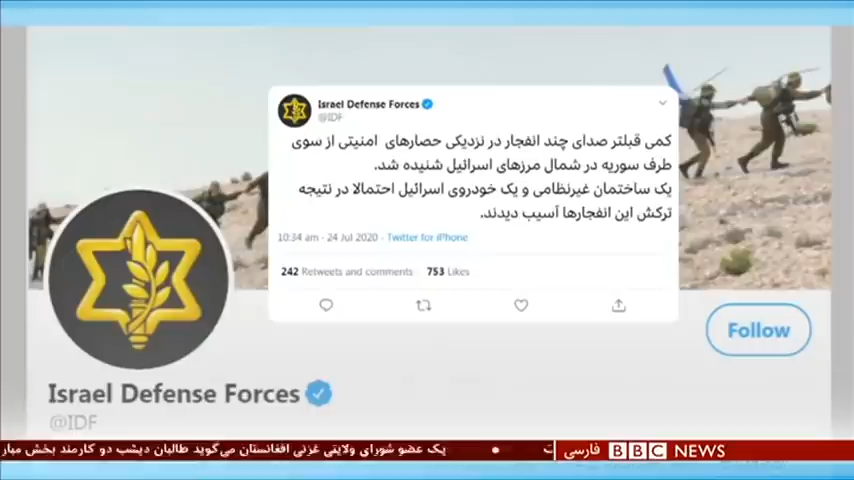 Israel Defense Forces
@IDF
کمی قبلتر صدای چند انفجار در نزدیکی حصارهای امنیتی از سوی
طرف سوریه در شمال مرزهای اسرائیل شنیده شد.
یک ساختمان غیرنظامی و یک خودروی اسرائیل احتمالا در نتیجه
ترکش این انفجارها آسیب دیدند.
10:34 am · 24 Jul 2020 · Twitter for iPhone
242 Retweets and comments 753 Likes
Follow
Israel Defense Forces
@IDF
یک عضو شورای ولایتی غزنی افغانستان می‌گوید طالبان دیشب دو کارمند بخش
BBC NEWS فارسی